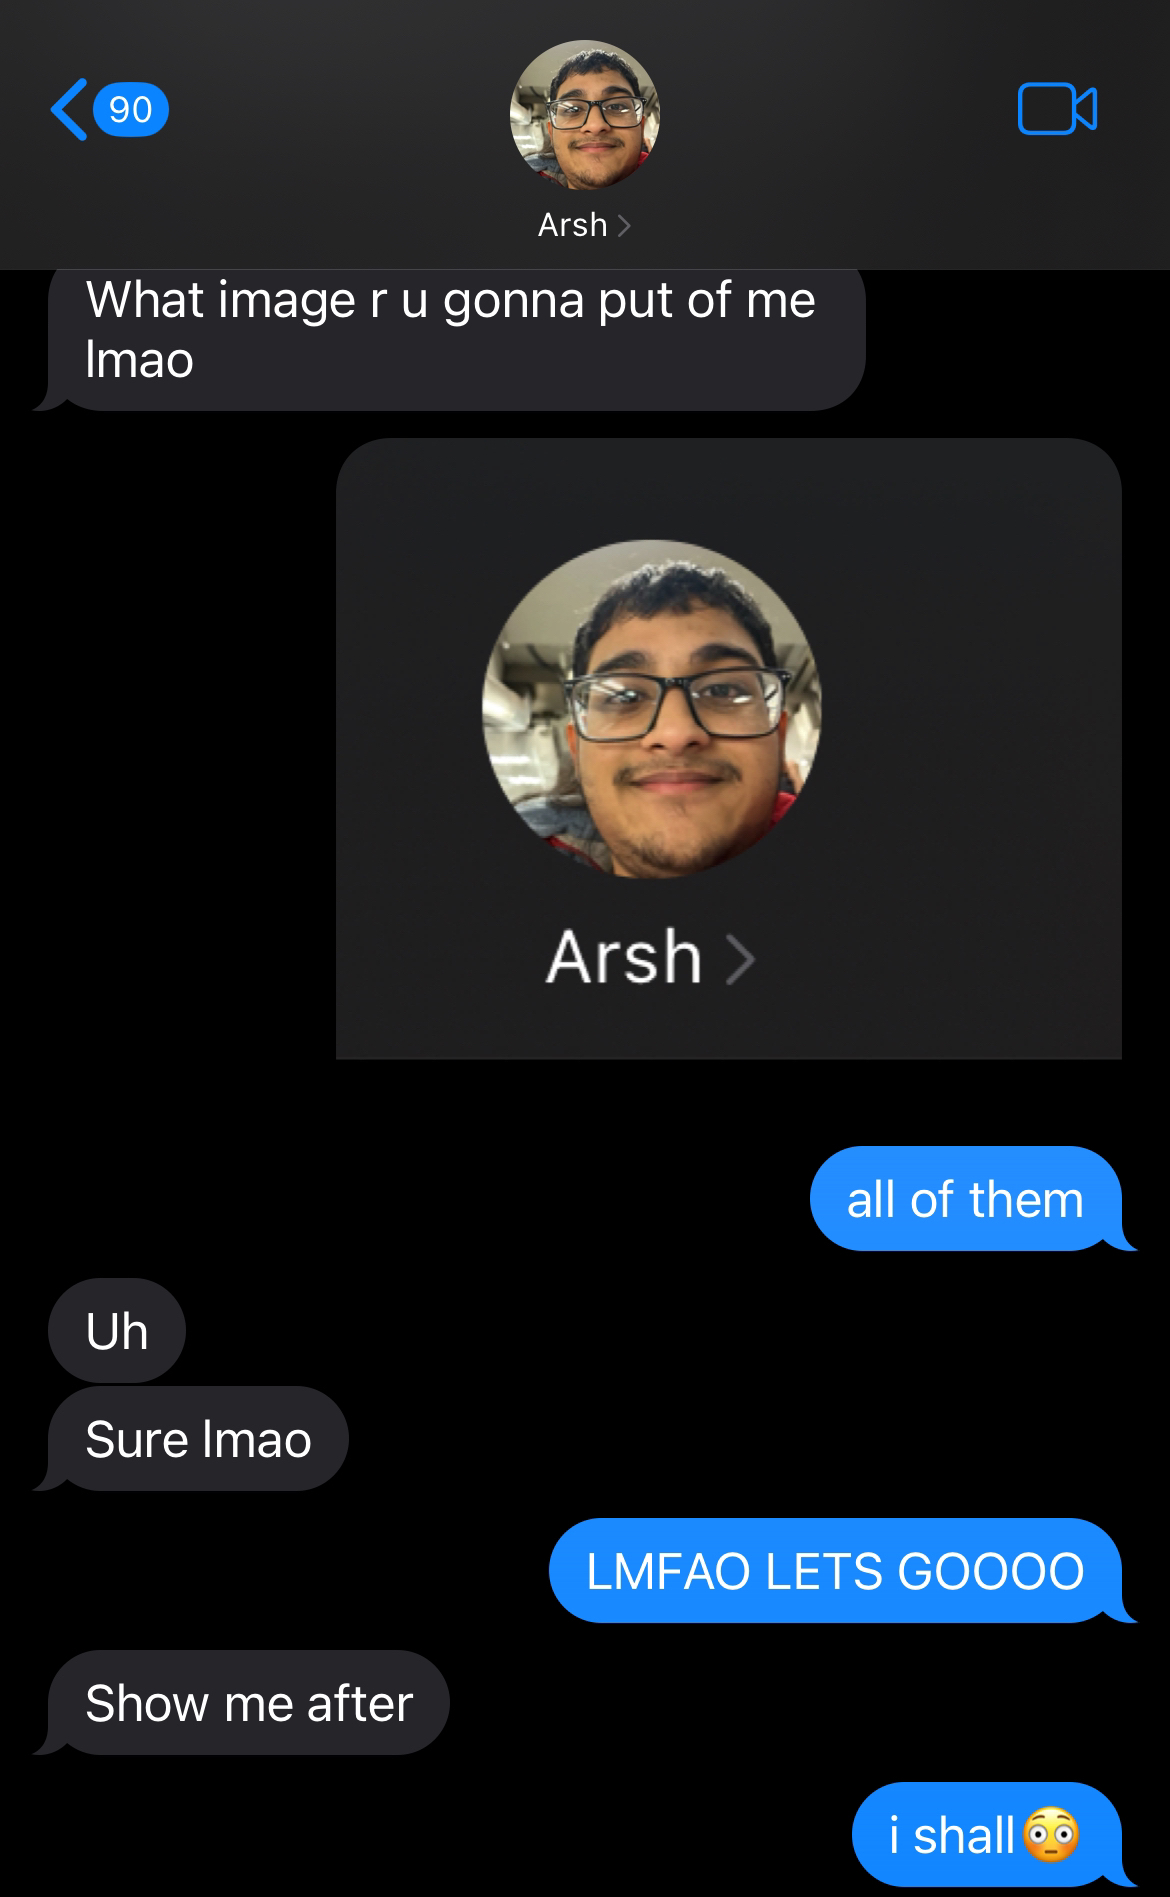 90
Arsh
What image r u gonna put of me
lmao
Arsh
all of them
Uh
Sure lmao
LMFAO LETS GOOOO
Show me after
i shall😳